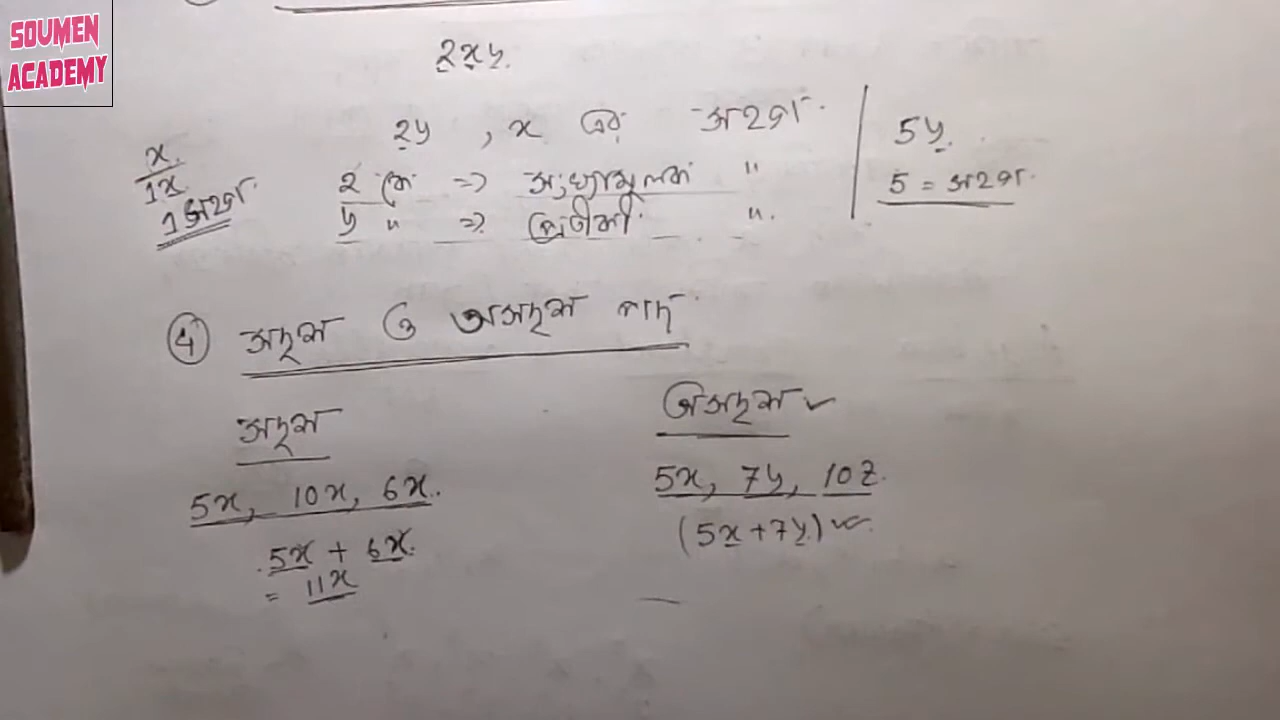 SOUMEN
ACADEMY
2xy.
2y , x এর সহগ
x.
1x.
1 সহগ
2 কে => সংখ্যামূলক "
y " => প্রতীকী "
5y.
5 = সহগ
④ সদৃশ ও অসদৃশ পদ
সদৃশ
5x, 10x, 6x.
5x + 6x.
= 11x
অসদৃশ ✓
5x, 7y, 10z.
(5x + 7y) ✓